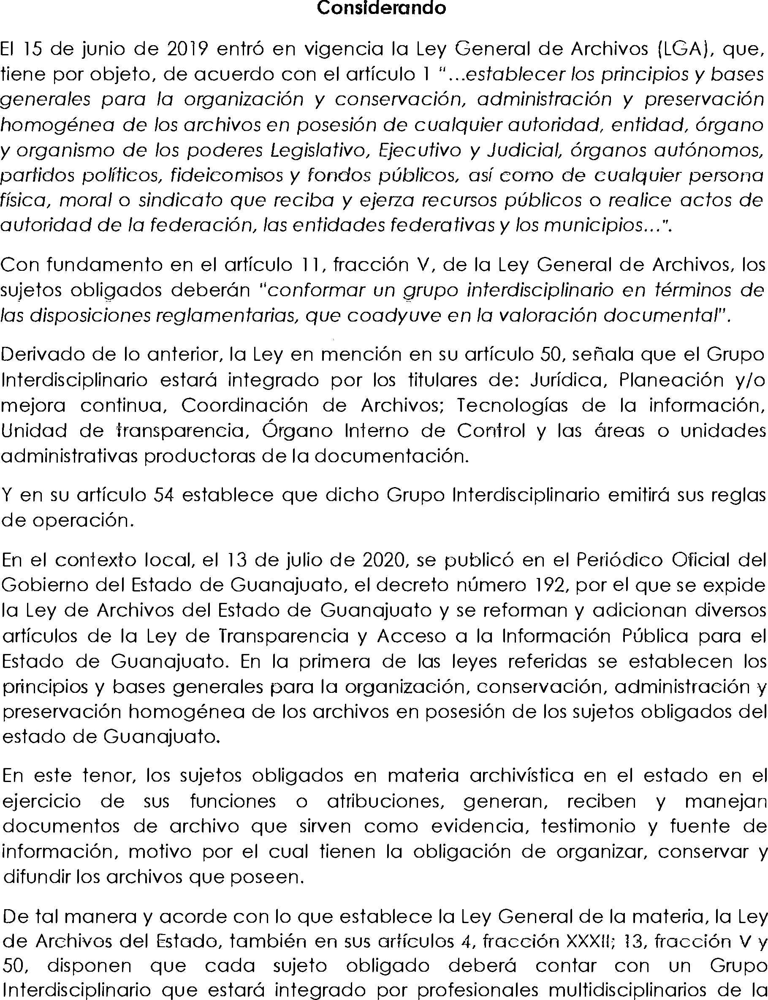 Considerando
El 15 de junio de 2019 entró en vigencia la Ley General de Archivos (LGA), que,
tiene por objeto, de acuerdo con el artículo 1 "...establecer los principios y bases
generales para la organización y conservación, administración y preservación
homogénea de los archivos en posesión de cualquier autoridad, entidad, órgano
y organismo de los poderes Legislativo, Ejecutivo y Judicial, órganos autónomos,
partidos políticos, fideicomisos y fondos públicos, así como de cualquier persona
física, moral o sindicato que reciba y ejerza recursos públicos o realice actos de
autoridad de la federación, las entidades federativas y los municipios...".
Con fundamento en el artículo 11, fracción V, de la Ley General de Archivos, los
sujetos obligados deberán "conformar un grupo interdisciplinario en términos de
las disposiciones reglamentarias, que coadyuve en la valoración documental".
Derivado de lo anterior, la Ley en mención en su artículo 50, señala que el Grupo
Interdisciplinario estará integrado por los titulares de: Jurídica, Planeación y/o
mejora continua, Coordinación de Archivos; Tecnologías de la información,
Unidad de transparencia, Órgano Interno de Control y las áreas o unidades
administrativas productoras de la documentación.
Y en su artículo 54 establece que dicho Grupo Interdisciplinario emitirá sus reglas
de operación.
En el contexto local, el 13 de julio de 2020, se publicó en el Periódico Oficial del
Gobierno del Estado de Guanajuato, el decreto número 192, por el que se expide
la Ley de Archivos del Estado de Guanajuato y se reforman y adicionan diversos
artículos de la Ley de Transparencia y Acceso a la Información Pública para el
Estado de Guanajuato. En la primera de las leyes referidas se establecen los
principios y bases generales para la organización, conservación, administración y
preservación homogénea de los archivos en posesión de los sujetos obligados del
estado de Guanajuato.
En este tenor, los sujetos obligados en materia archivística en el estado en el
ejercicio de sus funciones o atribuciones, generan, reciben y manejan
documentos de archivo que sirven como evidencia, testimonio y fuente de
información, motivo por el cual tienen la obligación de organizar, conservar y
difundir los archivos que poseen.
De tal manera y acorde con lo que establece la Ley General de la materia, la Ley
de Archivos del Estado, también en sus artículos 4, fracción XXXII; 13, fracción V y
50, disponen que cada sujeto obligado deberá contar con un Grupo
Interdisciplinario que estará integrado por profesionales multidisciplinarios de la